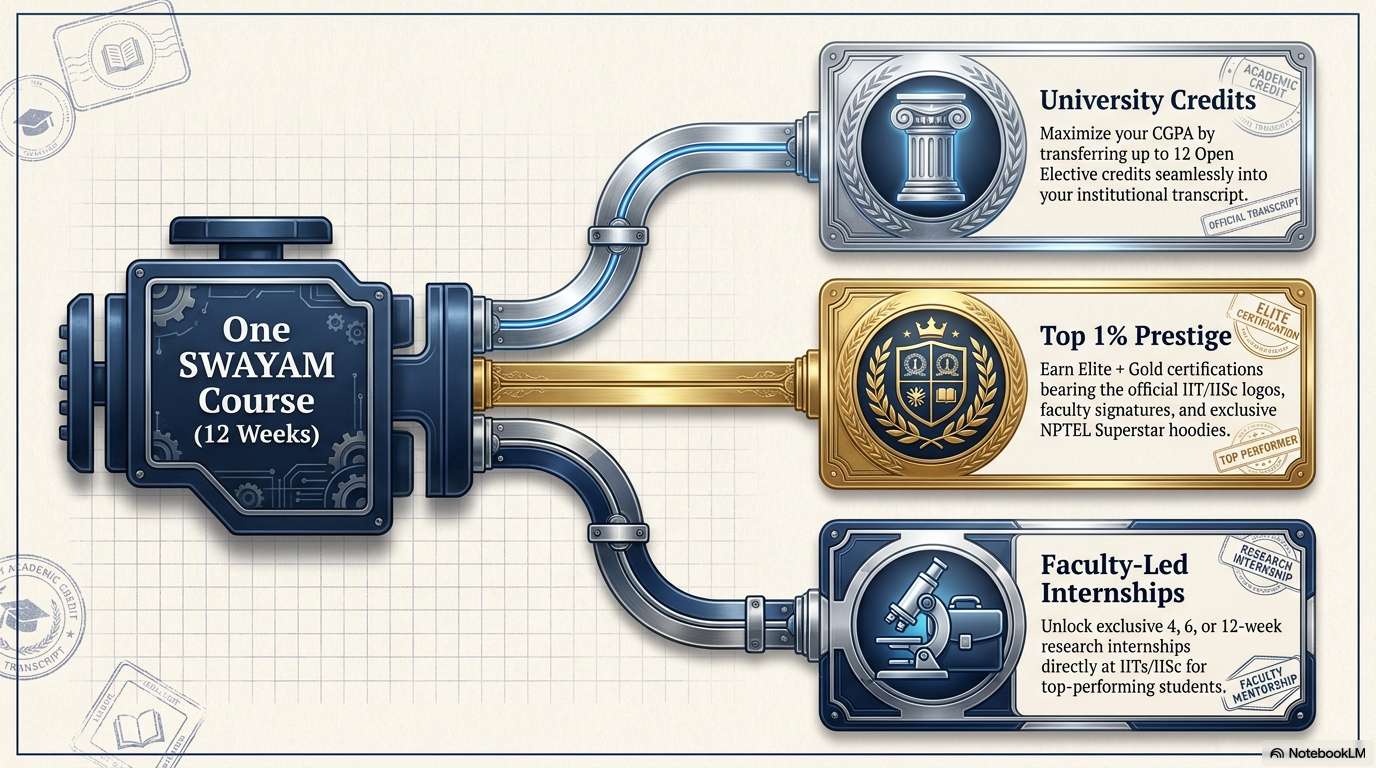 One
SWAYAM
Course
(12 Weeks)
University Credits
Maximize your CGPA by
transferring up to 12 Open
Elective credits seamlessly into
your institutional transcript.
ACADEMIC
CREDIT
OFFICIAL TRANSCRIPT
Top 1% Prestige
Earn Elite + Gold certifications
bearing the official IIT/IISc logos,
faculty signatures, and exclusive
NPTEL Superstar hoodies.
ELITE
CERTIFICATION
TOP PERFORMER
Faculty-Led
Internships
Unlock exclusive 4, 6, or 12-week
research internships
directly at IITs/IISc for
top-performing students.
RESEARCH
INTERNSHIP
FACULTY
MENTORSHIP
ACADEMIC CREDIT
TRANSCRIPT
NotebookLM